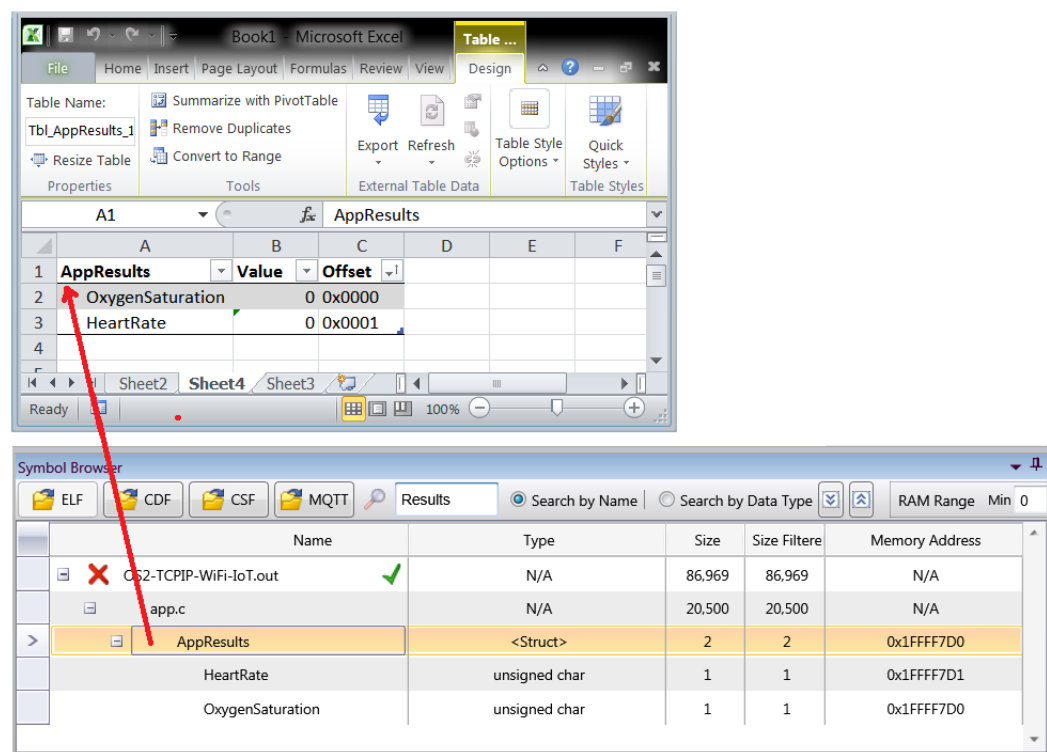 Book1 - Microsoft Excel
Table ...
File Home Insert Page Layout Formulas Review View Design
Table Name:
Tbl_AppResults_1
Resize Table
Properties
Summarize with PivotTable
Remove Duplicates
Convert to Range
Tools
Export Refresh
External Table Data
Table Style
Options
Quick
Styles
Table Styles
A1 fx AppResults
A B C D E F
1 AppResults Value Offset
2 OxygenSaturation 0 0x0000
3 HeartRate 0 0x0001
4
Sheet2 Sheet4 Sheet3
Ready 100%
Symbol Browser
ELF CDF CSF MQTT Results Search by Name Search by Data Type RAM Range Min 0
Name Type Size Size Filtere Memory Address
OS2-TCPIP-WiFi-IoT.out N/A 86,969 86,969 N/A
app.c N/A 20,500 20,500 N/A
AppResults <Struct> 2 2 0x1FFFF7D0
HeartRate unsigned char 1 1 0x1FFFF7D1
OxygenSaturation unsigned char 1 1 0x1FFFF7D0